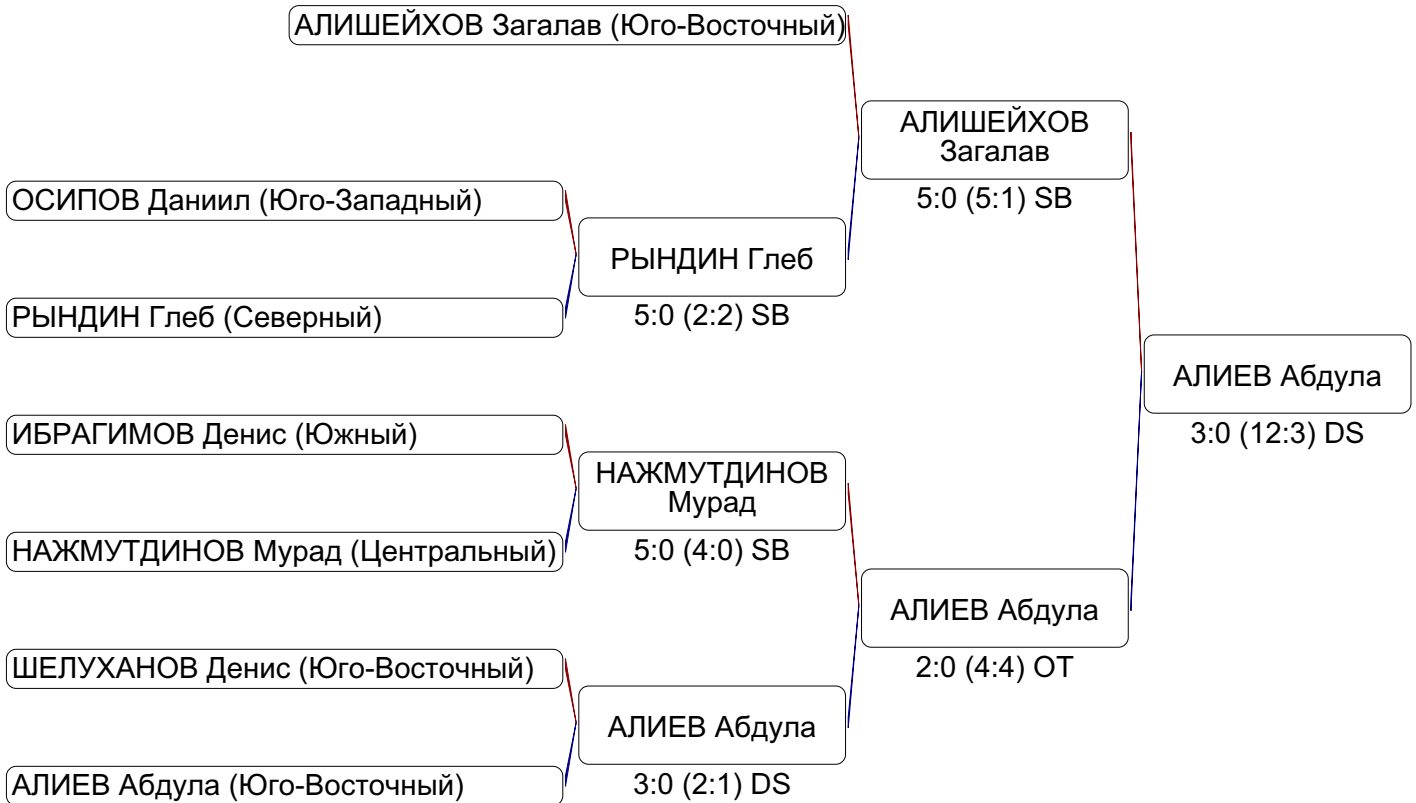 АЛИШЕЙХОВ Загалав (Юго-Восточный)
АЛИШЕЙХОВ
Загалав
5:0 (5:1) SB
ОСИПОВ Даниил (Юго-Западный)
РЫНДИН Глеб
5:0 (2:2) SB
РЫНДИН Глеб (Северный)
АЛИЕВ Абдула
3:0 (12:3) DS
ИБРАГИМОВ Денис (Южный)
НАЖМУТДИНОВ
Мурад
5:0 (4:0) SB
НАЖМУТДИНОВ Мурад (Центральный)
АЛИЕВ Абдула
2:0 (4:4) OT
ШЕЛУХАНОВ Денис (Юго-Восточный)
АЛИЕВ Абдула
3:0 (2:1) DS
АЛИЕВ Абдула (Юго-Восточный)